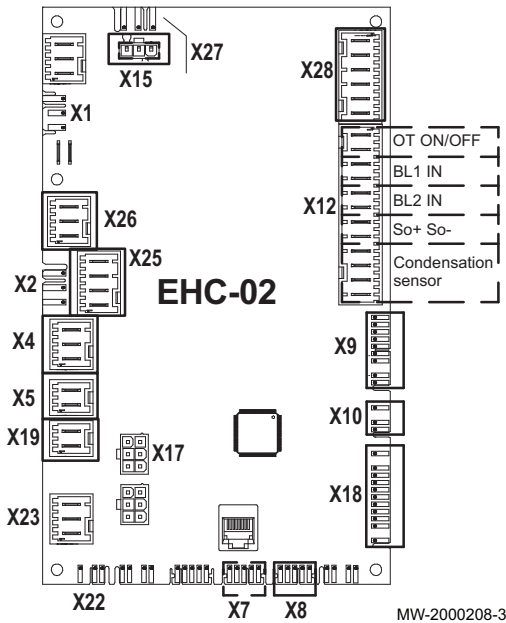 X27
X15
X28
X1
OT ON/OFF
BL1 IN
X12
BL2 IN
So+ So-
X26
X25
Condensation
sensor
X2
EHC-02
X4
X9
X5
X10
X19
X17
X18
X23
X22
X7
X8
MW-2000208-3